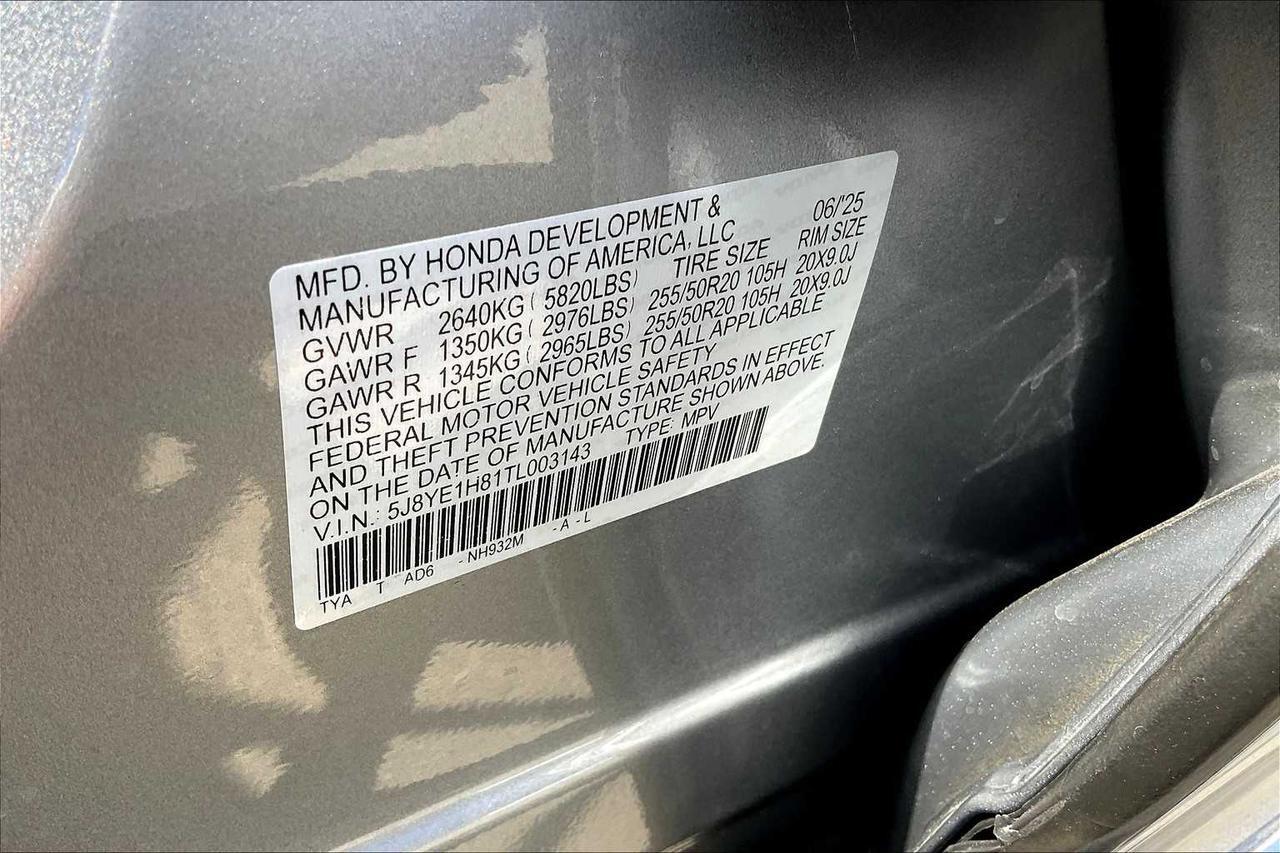 MFD. BY HONDA DEVELOPMENT & 06/'25
MANUFACTURING OF AMERICA, LLC
TIRE SIZE RIM SIZE
GVWR 2640KG ( 5820LBS)
GAWR F 1350KG ( 2976LBS) 255/50R20 105H 20X9.0J
GAWR R 1345KG ( 2965LBS) 255/50R20 105H 20X9.0J
THIS VEHICLE CONFORMS TO ALL APPLICABLE
FEDERAL MOTOR VEHICLE SAFETY
AND THEFT PREVENTION STANDARDS IN EFFECT
ON THE DATE OF MANUFACTURE SHOWN ABOVE.
V.I.N.: 5J8YE1H81TL003143 TYPE: MPV
TYA T AD6 -NH932M -A -L